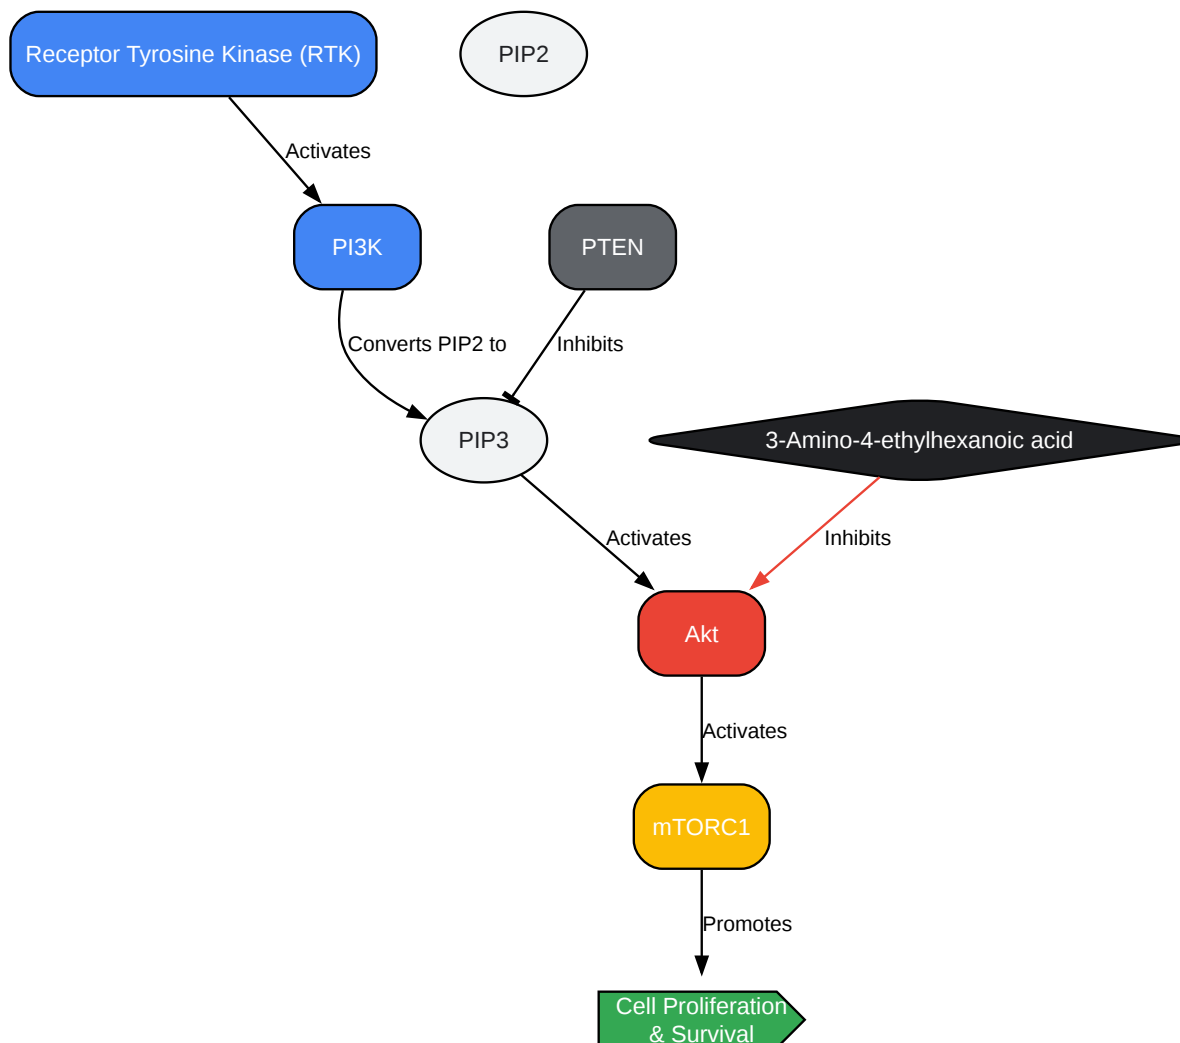 Receptor Tyrosine Kinase (RTK)
PIP2
Activates
PI3K
PTEN
Converts PIP2 to
Inhibits
PIP3
3-Amino-4-ethylhexanoic acid
Activates
Inhibits
Akt
Activates
mTORC1
Promotes
Cell Proliferation
& Survival